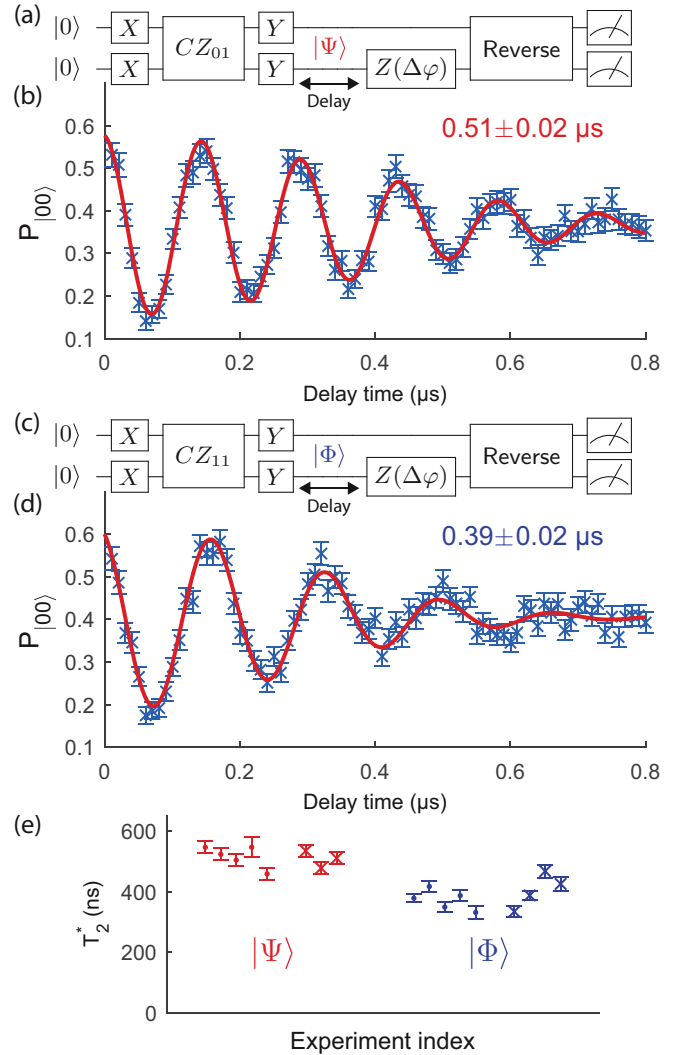 (a)
|0⟩ X CZ₀₁ Y |Ψ⟩ Reverse
|0⟩ X Y Delay Z(Δφ)
(b)
0.51±0.02 µs
P|00⟩
0.6
0.5
0.4
0.3
0.2
0.1
0 0.2 0.4 0.6 0.8
Delay time (µs)
(c)
|0⟩ X CZ₁₁ Y |Φ⟩ Reverse
|0⟩ X Y Delay Z(Δφ)
(d)
0.39±0.02 µs
P|00⟩
0.6
0.5
0.4
0.3
0.2
0.1
0 0.2 0.4 0.6 0.8
Delay time (µs)
(e)
T₂* (ns)
600
400
200
0
|Ψ⟩ |Φ⟩
Experiment index